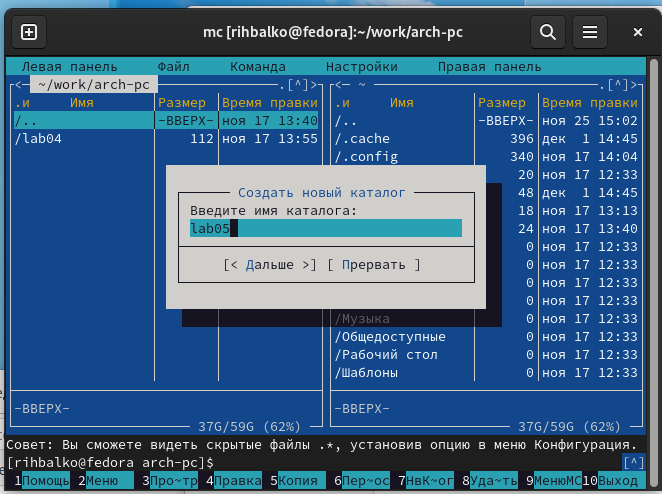 mc [rihbalko@fedora]:~/work/arch-pc
Левая панель Файл Команда Настройки Правая панель
<- ~/work/arch-pc .[^]> <- ~ .[^]>
.и Имя Размер Время правки .и Имя Размер Время правки
/.. -ВВЕРХ- ноя 17 13:40 /.. -ВВЕРХ- ноя 25 15:02
/lab04 112 ноя 17 13:55 /.cache 396 дек 1 14:45
/.config 340 ноя 17 14:04
20 ноя 17 12:33
Создать новый каталог 48 дек 1 14:45
Введите имя каталога: 18 ноя 17 13:13
lab05 24 ноя 17 13:40
0 ноя 17 12:33
[< Дальше >] [ Прервать ] 0 ноя 17 12:33
0 ноя 17 12:33
0 ноя 17 12:33
/Музыка 0 ноя 17 12:33
/Общедоступные 0 ноя 17 12:33
/Рабочий стол 0 ноя 17 12:33
/Шаблоны 0 ноя 17 12:33
-ВВЕРХ- -ВВЕРХ-
37G/59G (62%) 37G/59G (62%)
Совет: Вы сможете видеть скрытые файлы .*, установив опцию в меню Конфигурация.
[rihbalko@fedora arch-pc]$ [^]
1Помощь 2Меню 3Про~тр 4Правка 5Копия 6Пер~ос 7НвК~ог 8Уда~ть 9МенюMC 10Выход